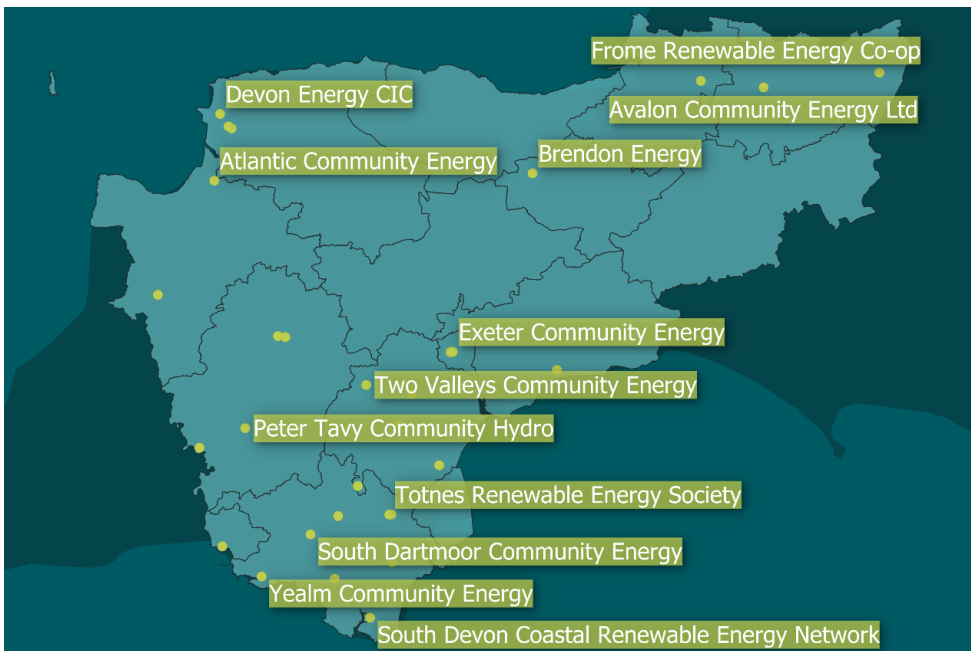 Frome Renewable Energy Co-op
Devon Energy CIC
Avalon Community Energy Ltd
Atlantic Community Energy
Brendon Energy
Exeter Community Energy
Two Valleys Community Energy
Peter Tavy Community Hydro
Totnes Renewable Energy Society
South Dartmoor Community Energy
Yealm Community Energy
South Devon Coastal Renewable Energy Network